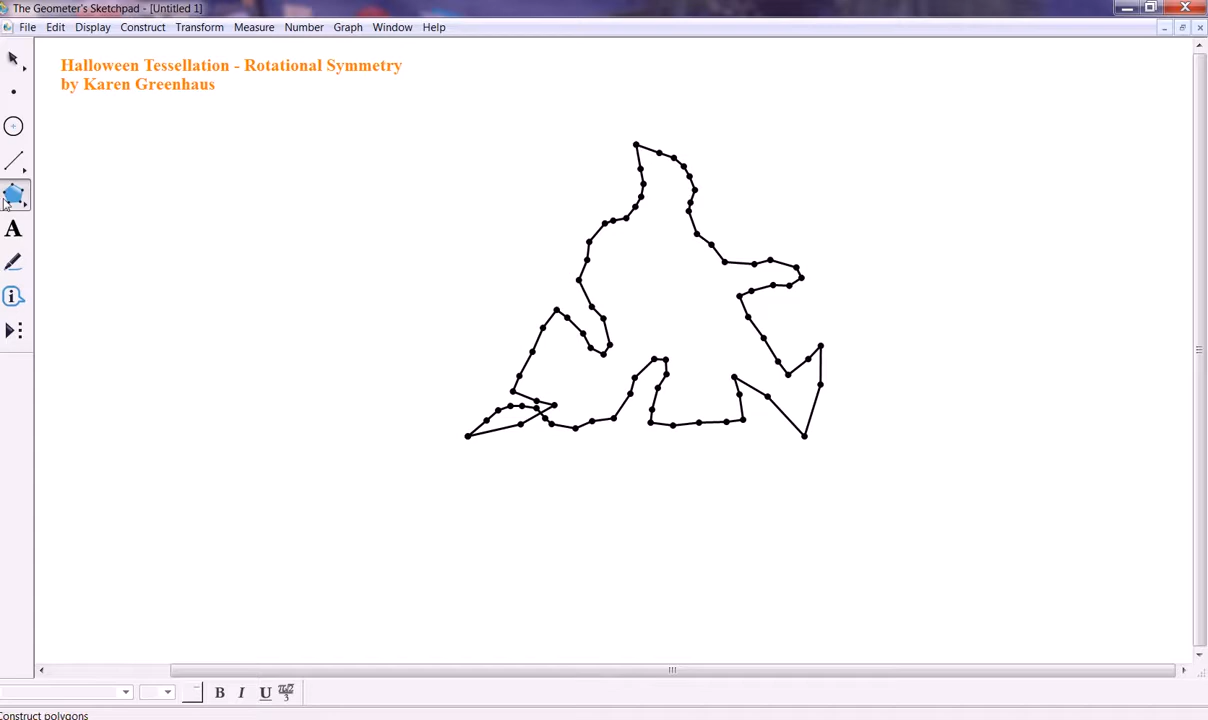 The Geometer's Sketchpad - [Untitled 1]
File Edit Display Construct Transform Measure Number Graph Window Help
Halloween Tessellation - Rotational Symmetry
by Karen Greenhaus
A
i
B I U
Construct polygons